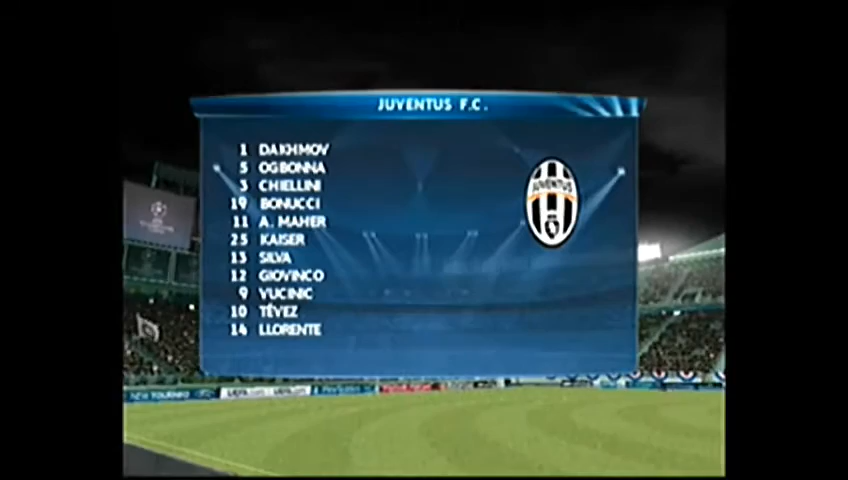 JUVENTUS F.C.
1 DAKHMOV
5 OGBONNA
3 CHIELLINI
19 BONUCCI
11 A. MAHER
25 KAISER
13 SILVA
12 GIOVINCO
9 VUCINIC
10 TÉVEZ
14 LLORENTE
JUVENTUS